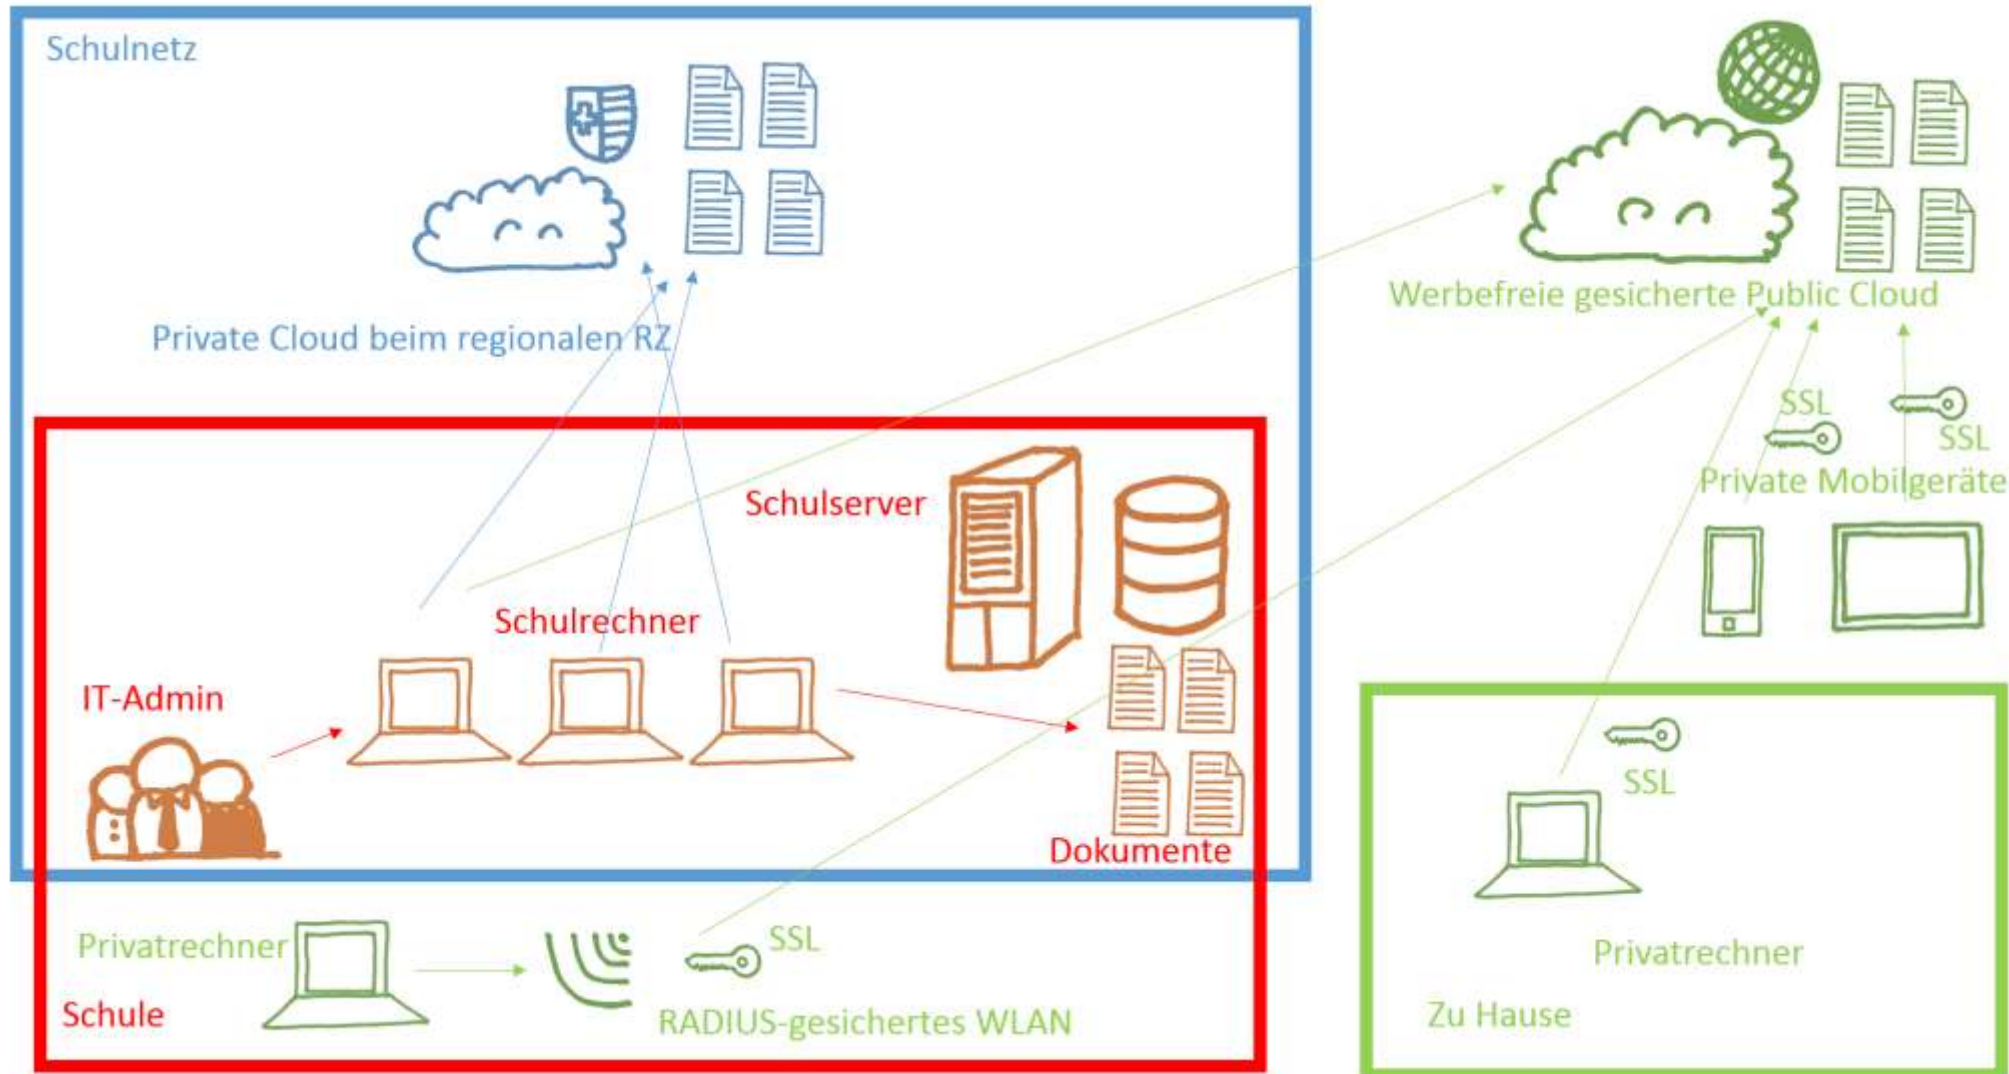 Schulnetz
Private Cloud beim regionalen RZ
Werbefreie gesicherte Public Cloud
SSL
SSL
Private Mobilgeräte
Schulserver
Schulrechner
IT-Admin
Dokumente
SSL
Privatrechner
Zu Hause
Privatrechner
SSL
RADIUS-gesichertes WLAN
Schule